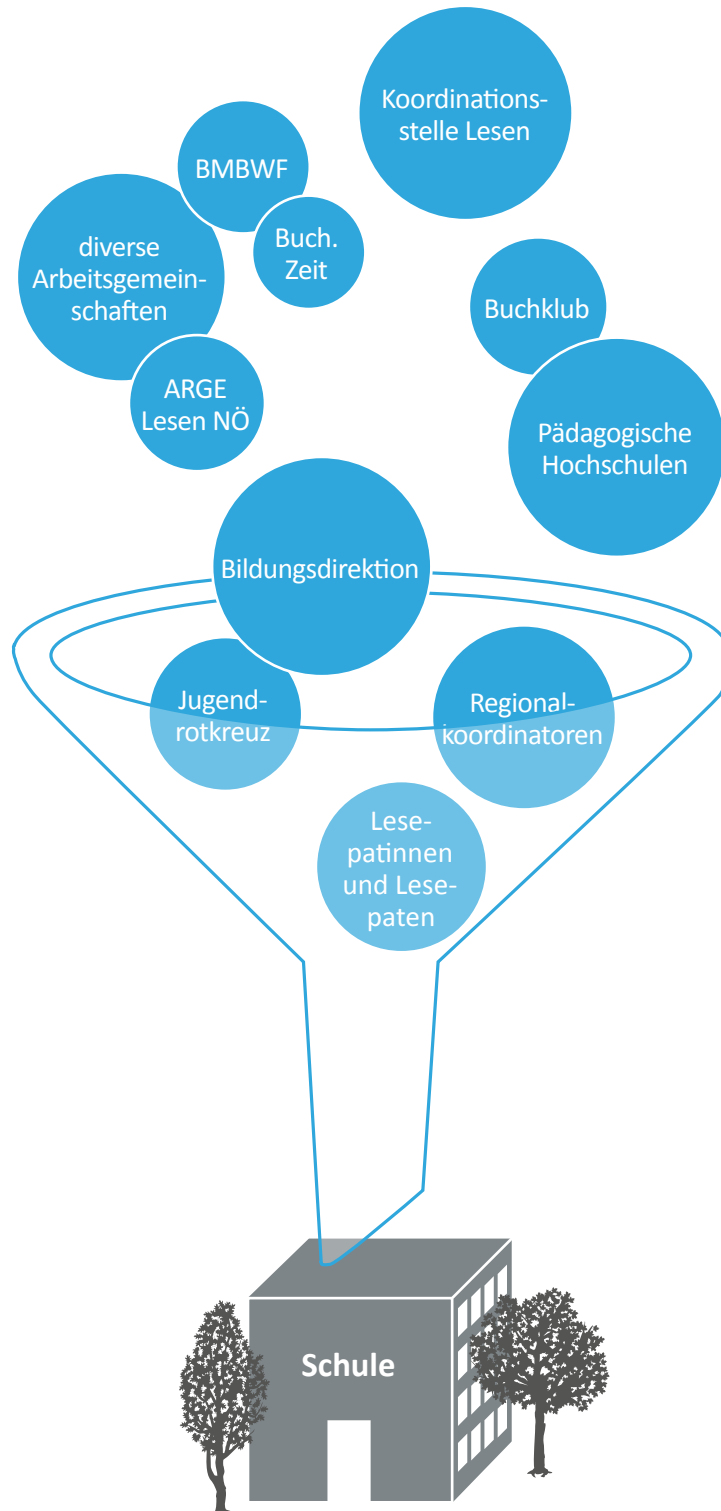 Koordinations-
stelle Lesen
BMBWF
Buch.
Zeit
diverse
Arbeitsgemein-
schaften
Buchklub
ARGE
Lesen NÖ
Pädagogische
Hochschulen
Bildungsdirektion
Jugend-
rotkreuz
Regional-
koordinatoren
Lese-
patinnen
und Lese-
paten
Schule